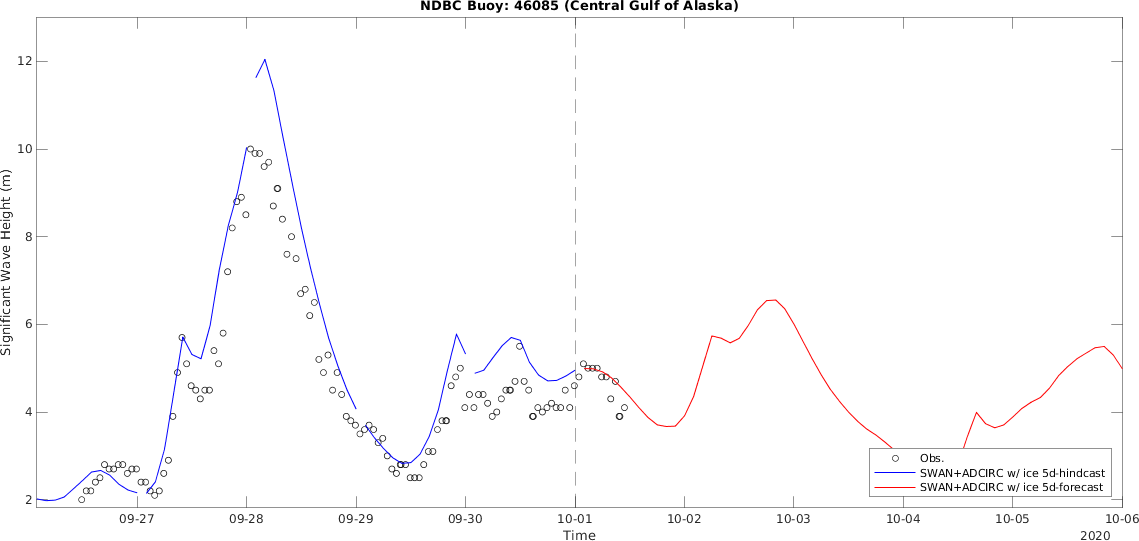 NDBC Buoy: 46085 (Central Gulf of Alaska)
Significant Wave Height (m)
12
10
8
6
4
2
Obs.
SWAN+ADCIRC w/ ice 5d-hindcast
SWAN+ADCIRC w/ ice 5d-forecast
09-27 09-28 09-29 09-30 10-01 10-02 10-03 10-04 10-05 10-06
Time
2020